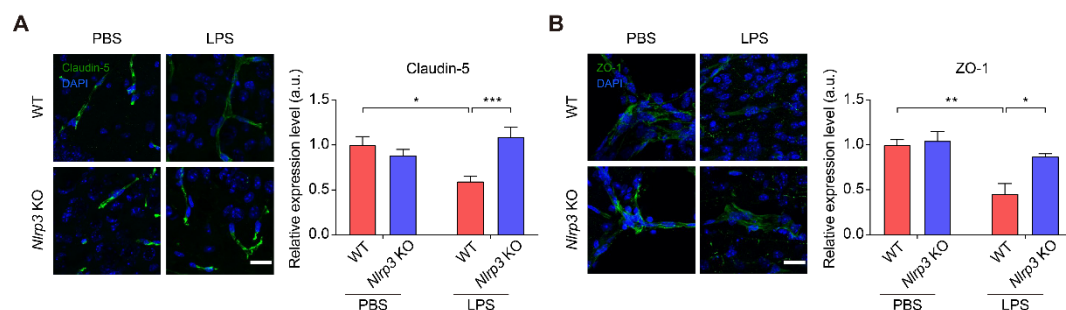 A
PBS
LPS
Claudin-5
DAPI
WT
Nlrp3 KO
Claudin-5
Relative expression level (a.u.)
1.5
1.0
0.5
0.0
*
***
WT
Nlrp3 KO
WT
Nlrp3 KO
PBS
LPS
B
PBS
LPS
ZO-1
DAPI
WT
Nlrp3 KO
ZO-1
Relative expression level (a.u.)
1.5
1.0
0.5
0.0
**
*
WT
Nlrp3 KO
WT
Nlrp3 KO
PBS
LPS